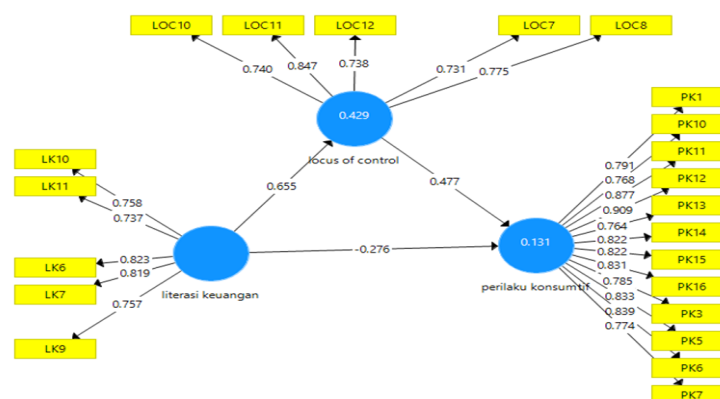 LOC10
LOC11
LOC12
LOC7
LOC8
0.740
0.847
0.738
0.731
0.775
0.429
locus of control
PK1
PK10
PK11
PK12
PK13
PK14
PK15
PK16
PK3
PK5
PK6
PK7
0.791
0.768
0.877
0.909
0.764
0.822
0.822
0.831
0.785
0.833
0.839
0.774
LK10
LK11
LK6
LK7
LK9
0.758
0.737
0.823
0.819
0.757
0.655
0.477
-0.276
0.131
literasi keuangan
perilaku konsumtif